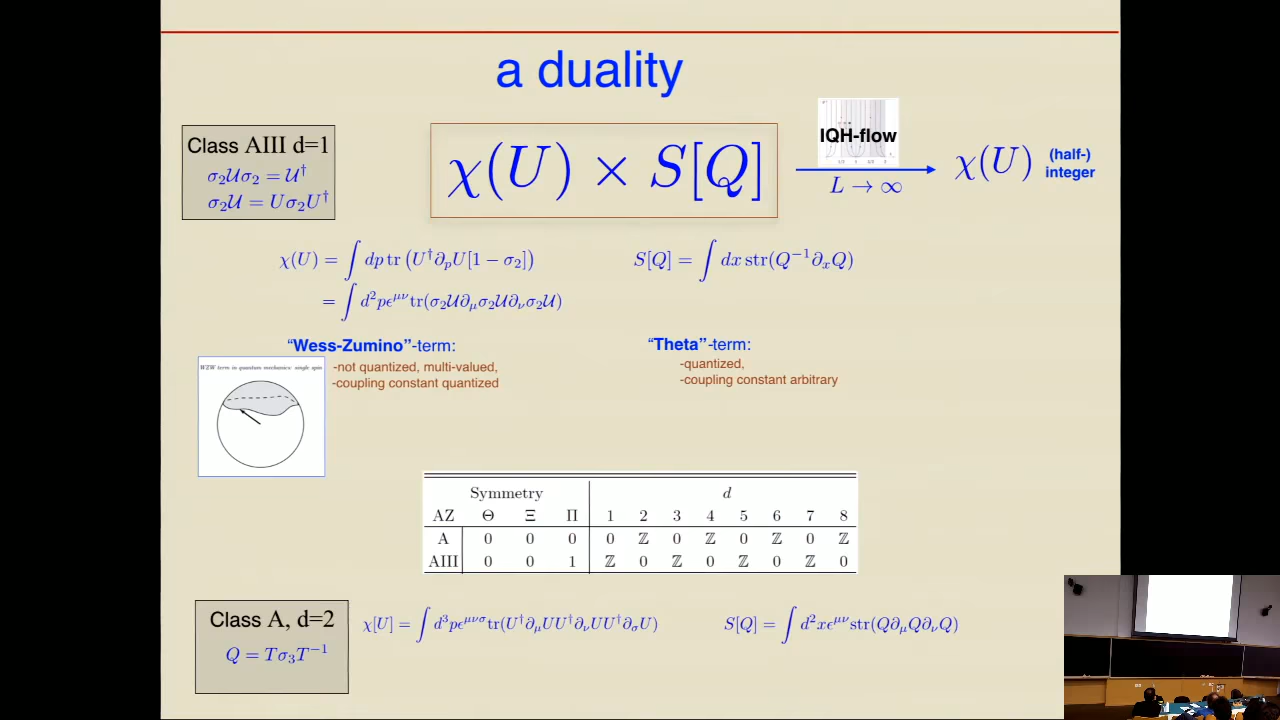 a duality
Class AIII d=1
σ₂𝒰σ₂ = 𝒰†
σ₂𝒰 = Uσ₂U†
χ(U) × S[Q]
IQH-flow
L → ∞
χ(U) (half-) integer
χ(U) = ∫ dp tr (U†∂ₚU[1 − σ₂])
= ∫ d²pϵ^{μν}tr(σ₂𝒰∂_μσ₂𝒰∂_νσ₂𝒰)
S[Q] = ∫ dx str(Q⁻¹∂ₓQ)
“Wess-Zumino”-term:
-not quantized, multi-valued,
-coupling constant quantized
“Theta”-term:
-quantized,
-coupling constant arbitrary
WZW term in quantum mechanics: single spin
Symmetry d
AZ Θ Ξ Π 1 2 3 4 5 6 7 8
A 0 0 0 0 ℤ 0 ℤ 0 ℤ 0 ℤ
AIII 0 0 1 ℤ 0 ℤ 0 ℤ 0 ℤ 0
Class A, d=2
Q = Tσ₃T⁻¹
χ[U] = ∫ d³pϵ^{μνσ}tr(U†∂_μUU†∂_νUU†∂_σU)
S[Q] = ∫ d²xϵ^{μν}str(Q∂_μQ∂_νQ)